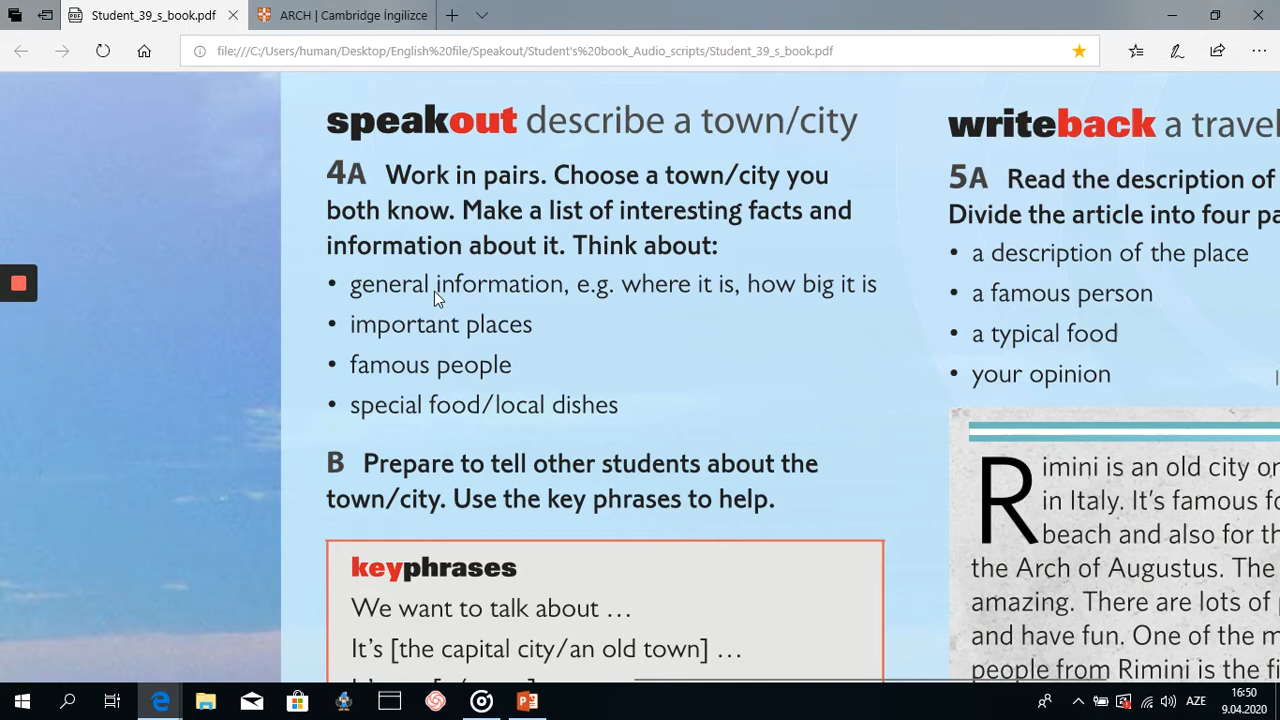 Student_39_s_book.pdf
ARCH | Cambridge İngilizce
file:///C:/Users/human/Desktop/English%20file/Speakout/Student's%20book_Audio_scripts/Student_39_s_book.pdf
speakout describe a town/city
4A Work in pairs. Choose a town/city you
both know. Make a list of interesting facts and
information about it. Think about:
• general information, e.g. where it is, how big it is
• important places
• famous people
• special food/local dishes
B Prepare to tell other students about the
town/city. Use the key phrases to help.
keyphrases
We want to talk about …
It's [the capital city/an old town] …
writeback a travel
5A Read the description of
Divide the article into four pa
• a description of the place
• a famous person
• a typical food
• your opinion
Rimini is an old city on
in Italy. It's famous fo
beach and also for th
the Arch of Augustus. The
amazing. There are lots of
and have fun. One of the m
people from Rimini is the fi
AZE
16:50
9.04.2020